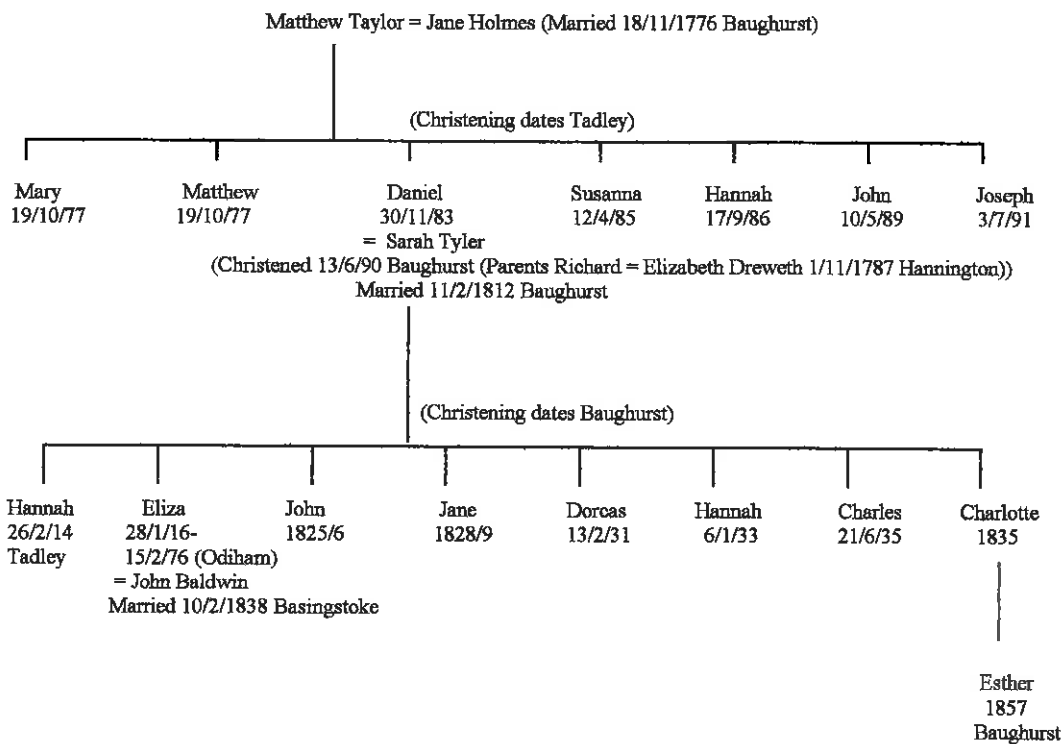 Matthew Taylor = Jane Holmes (Married 18/11/1776 Baughurst)
(Christening dates Tadley)
Mary Matthew Daniel Susanna Hannah John Joseph
19/10/77 19/10/77 30/11/83 12/4/85 17/9/86 10/5/89 3/7/91
= Sarah Tyler
(Christened 13/6/90 Baughurst (Parents Richard = Elizabeth Dreweth 1/11/1787 Hannington))
Married 11/2/1812 Baughurst
(Christening dates Baughurst)
Hannah Eliza John Jane Dorcas Hannah Charles Charlotte
26/2/14 28/1/16- 1825/6 1828/9 13/2/31 6/1/33 21/6/35 1835
Tadley 15/2/76 (Odiham)
= John Baldwin
Married 10/2/1838 Basingstoke
Esther
1857
Baughurst